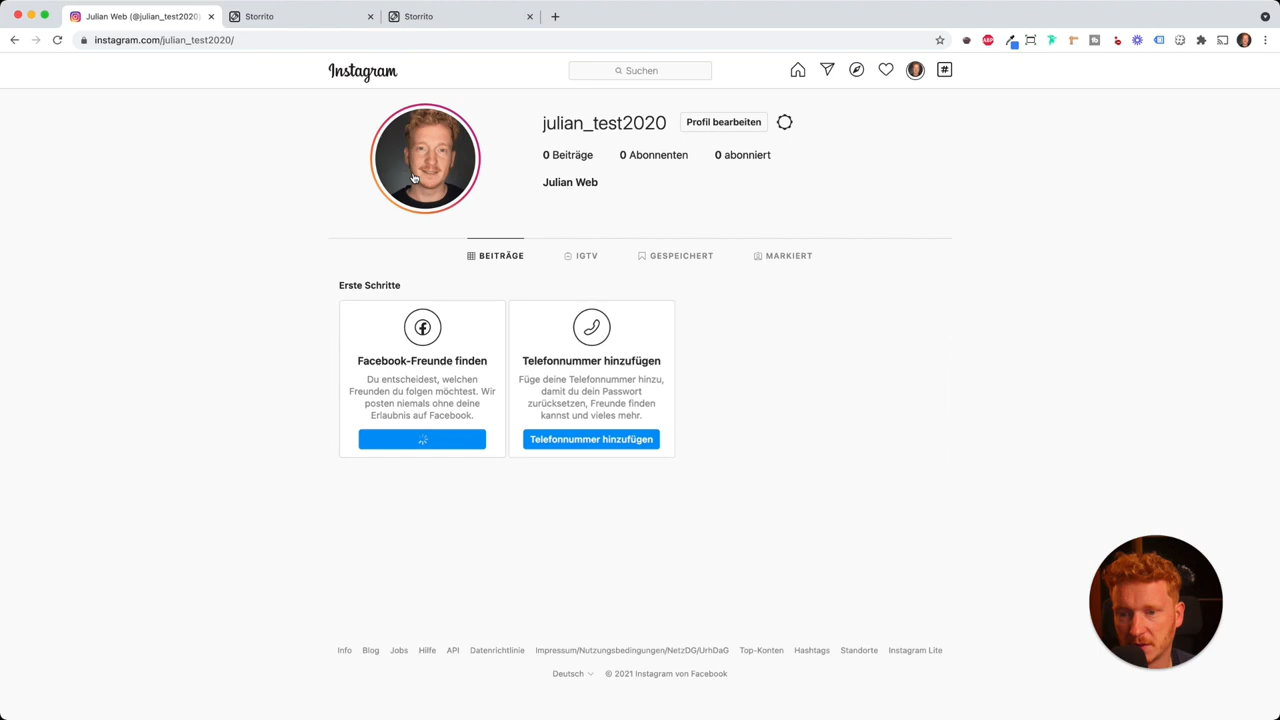 Julian Web (@julian_test2020)
Storrito
Storrito
instagram.com/julian_test2020/
ABP
Instagram
Suchen
julian_test2020
Profil bearbeiten
0 Beiträge
0 Abonnenten
0 abonniert
Julian Web
BEITRÄGE
IGTV
GESPEICHERT
MARKIERT
Erste Schritte
Facebook-Freunde finden
Du entscheidest, welchen
Freunden du folgen möchtest. Wir
posten niemals ohne deine
Erlaubnis auf Facebook.
Telefonnummer hinzufügen
Füge deine Telefonnummer hinzu,
damit du dein Passwort
zurücksetzen, Freunde finden
kannst und vieles mehr.
Telefonnummer hinzufügen
Info Blog Jobs Hilfe API Datenrichtlinie Impressum/Nutzungsbedingungen/NetzDG/UrhDaG Top-Konten Hashtags Standorte Instagram Lite
Deutsch © 2021 Instagram von Facebook